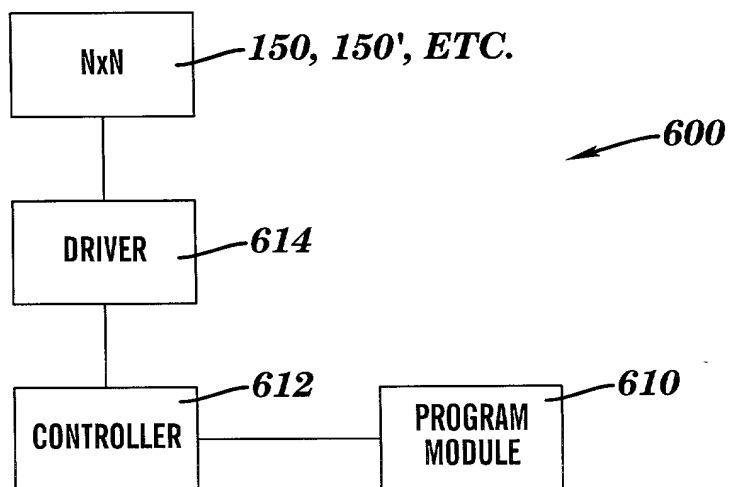 NxN
150, 150', ETC.
600
DRIVER
614
CONTROLLER
612
PROGRAM
MODULE
610